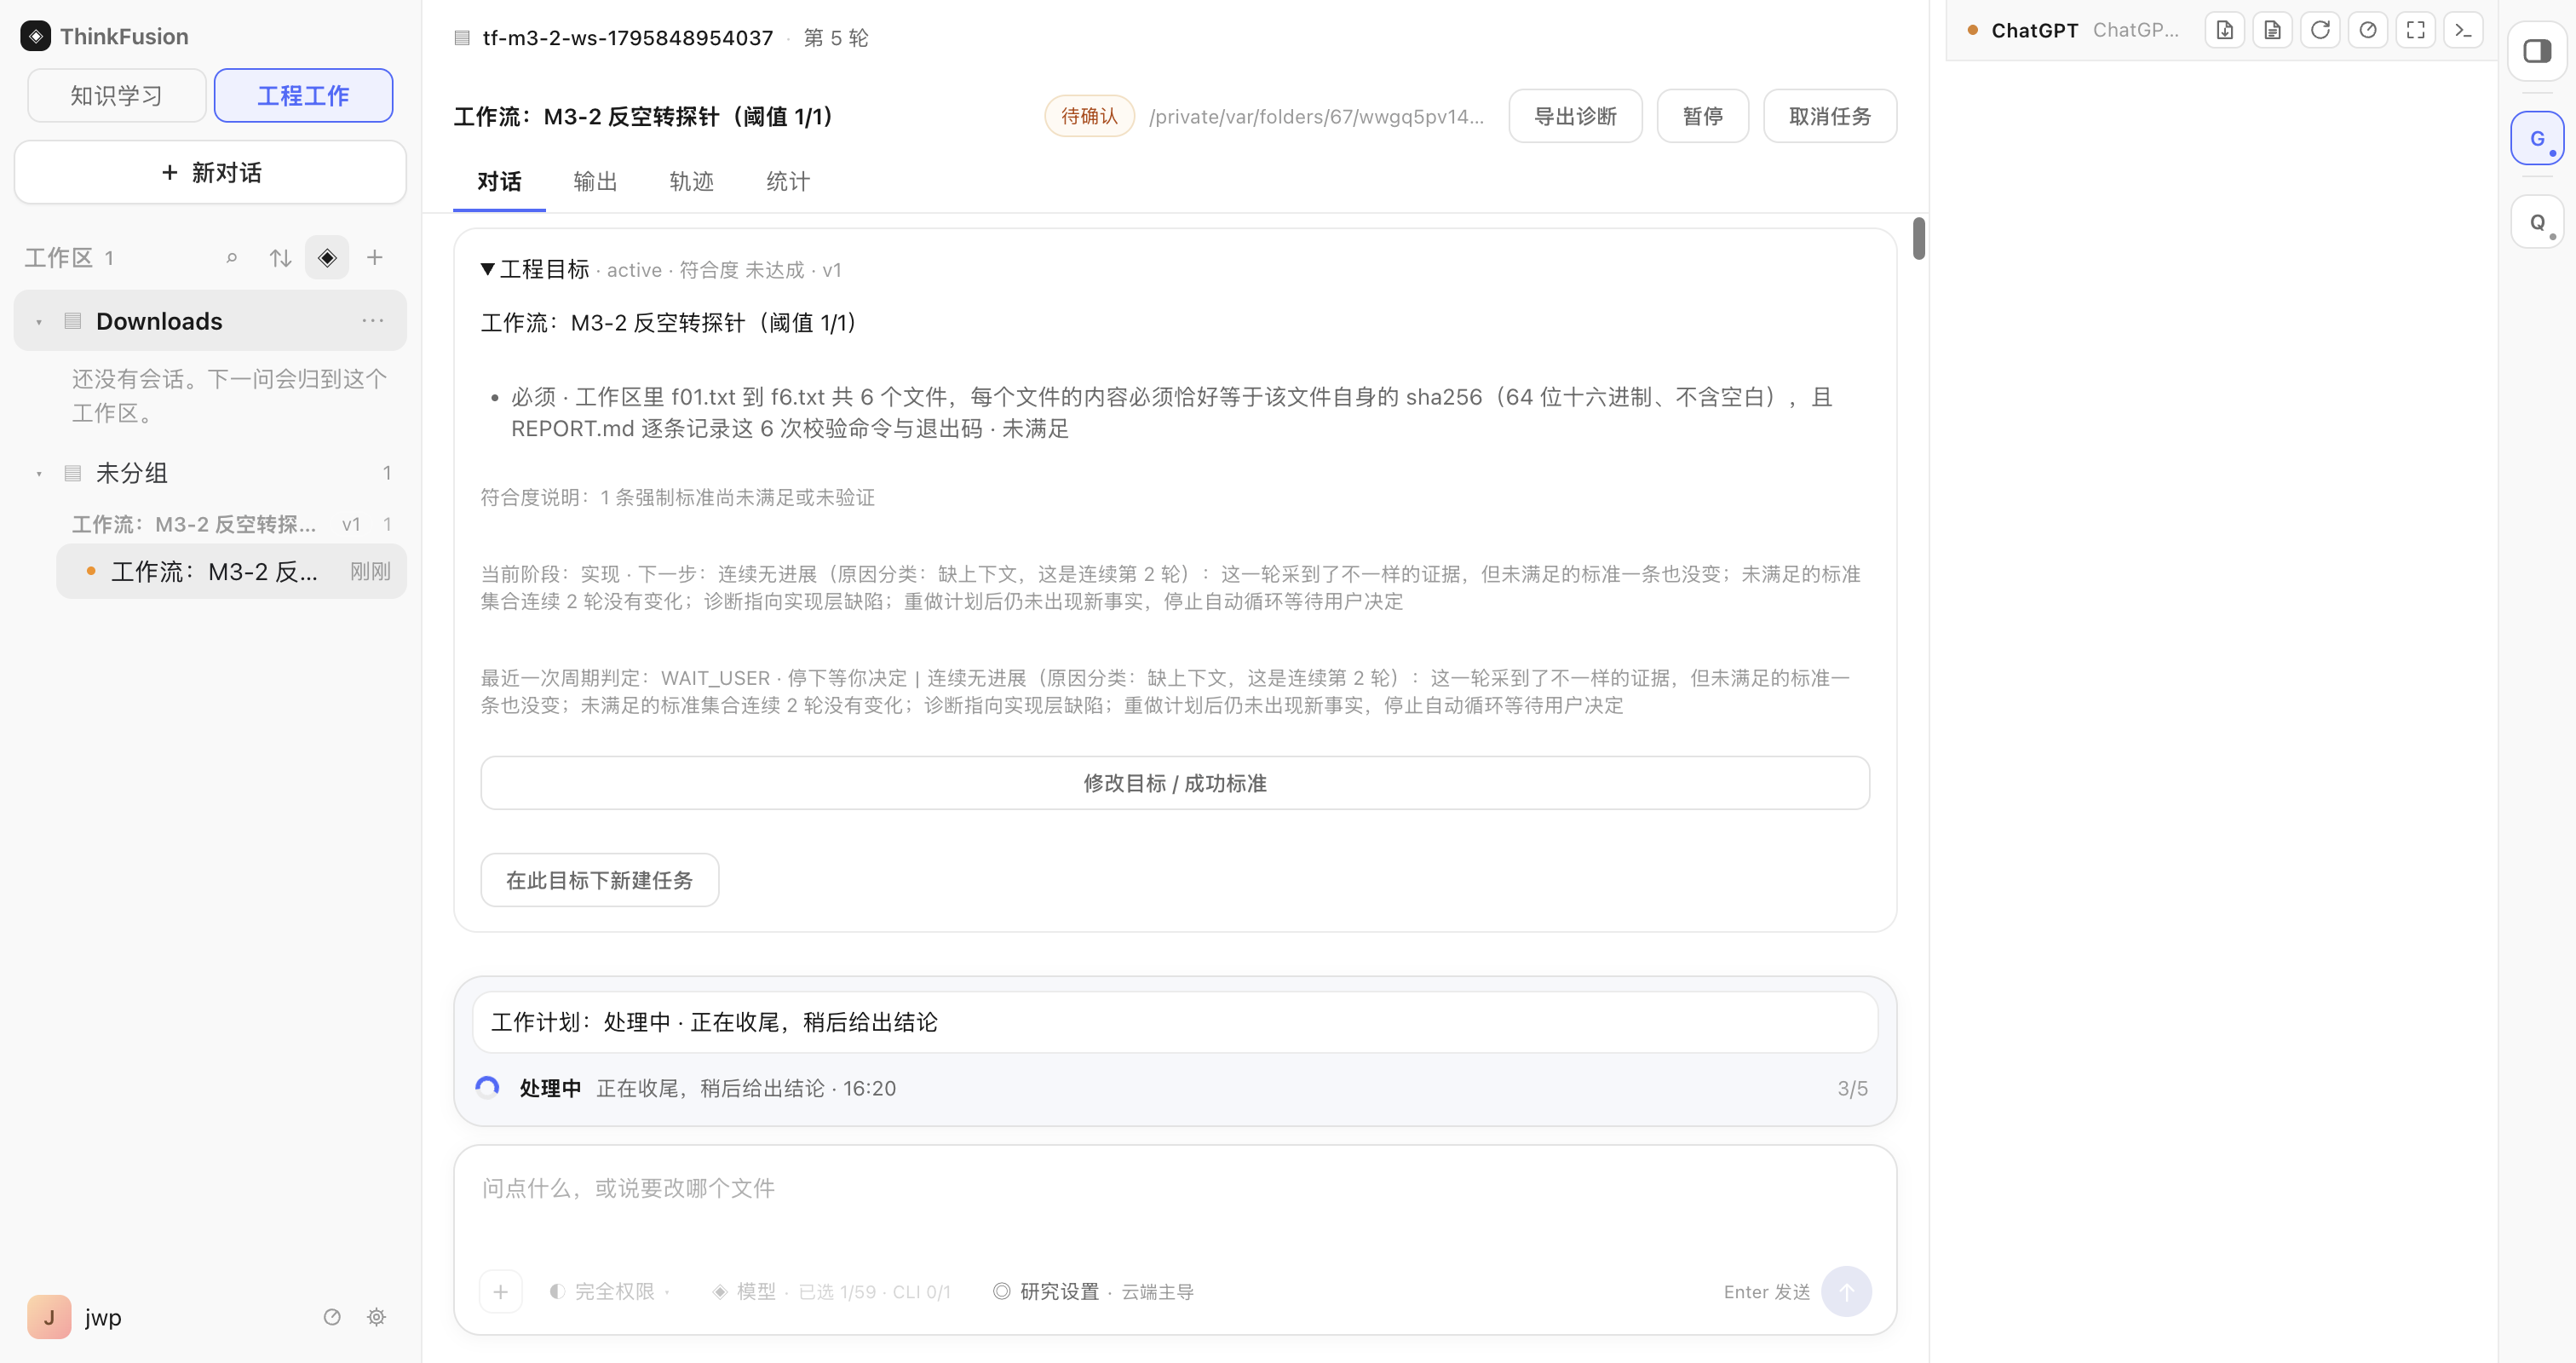 ThinkFusion
知识学习
工程工作
+ 新对话
工作区 1
Downloads
还没有会话。下一问会归到这个
工作区。
未分组 1
工作流：M3-2 反空转探... v1 1
工作流：M3-2 反... 刚刚
J jwp
tf-m3-2-ws-1795848954037 · 第 5 轮
工作流：M3-2 反空转探针（阈值 1/1）
待确认
/private/var/folders/67/wwgq5pv14...
导出诊断
暂停
取消任务
对话
输出
轨迹
统计
工程目标 · active · 符合度 未达成 · v1
工作流：M3-2 反空转探针（阈值 1/1）
必须 · 工作区里 f01.txt 到 f6.txt 共 6 个文件，每个文件的内容必须恰好等于该文件自身的 sha256（64 位十六进制、不含空白），且
REPORT.md 逐条记录这 6 次校验命令与退出码 · 未满足
符合度说明：1 条强制标准尚未满足或未验证
当前阶段：实现 · 下一步：连续无进展（原因分类：缺上下文，这是连续第 2 轮）：这一轮采到了不一样的证据，但未满足的标准一条也没变；未满足的标准
集合连续 2 轮没有变化；诊断指向实现层缺陷；重做计划后仍未出现新事实，停止自动循环等待用户决定
最近一次周期判定：WAIT_USER · 停下等你决定 | 连续无进展（原因分类：缺上下文，这是连续第 2 轮）：这一轮采到了不一样的证据，但未满足的标准一
条也没变；未满足的标准集合连续 2 轮没有变化；诊断指向实现层缺陷；重做计划后仍未出现新事实，停止自动循环等待用户决定
修改目标 / 成功标准
在此目标下新建任务
工作计划：处理中 · 正在收尾，稍后给出结论
处理中 正在收尾，稍后给出结论 · 16:20 3/5
问点什么，或说要改哪个文件
完全权限 · 模型 · 已选 1/59 · CLI 0/1 研究设置 · 云端主导 Enter 发送
ChatGPT ChatGP...
G
Q